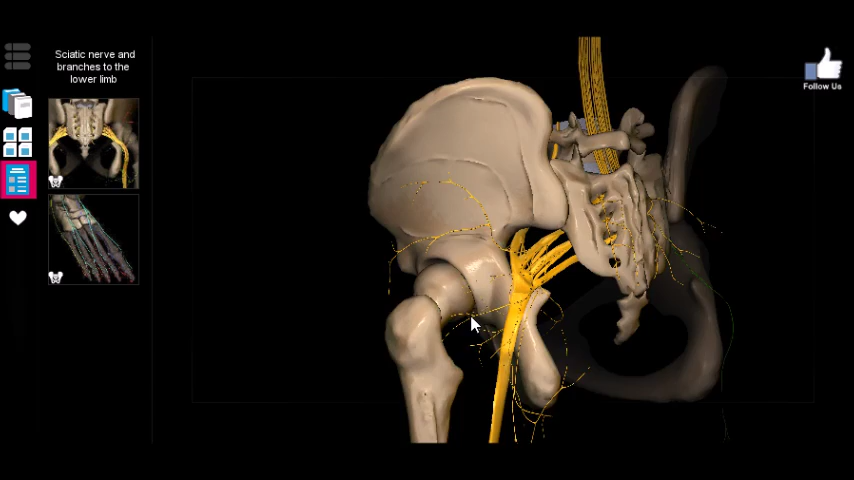 Sciatic nerve and
branches to the
lower limb
Follow Us